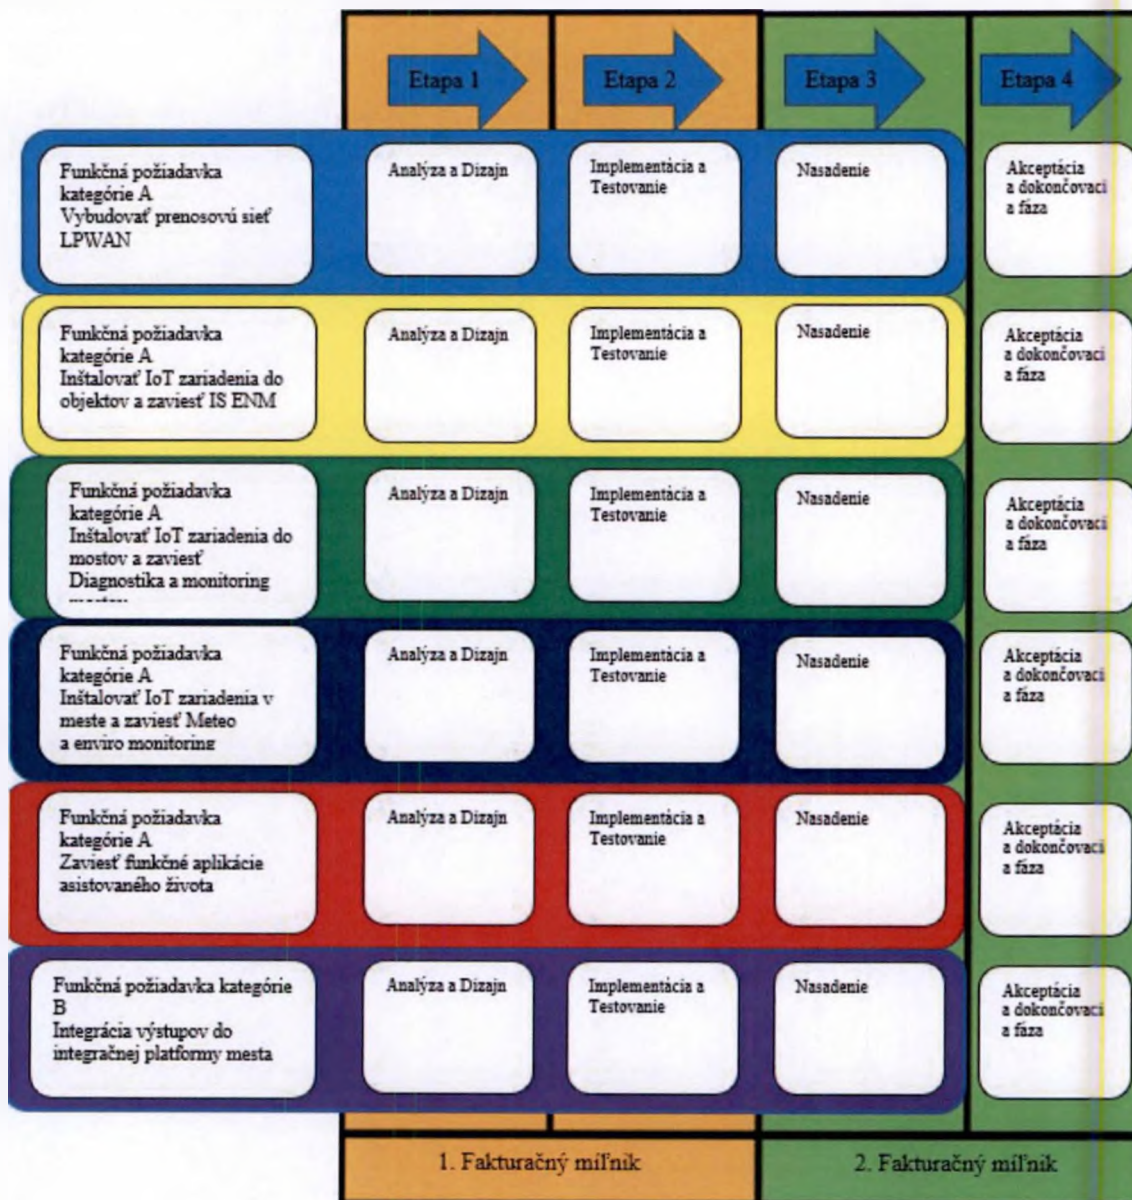 Etapa 1
Etapa 2
Etapa 3
Etapa 4
Funkčná požiadavka
kategórie A
Vybudovať prenosovú sieť
LPWAN
Analýza a Dizajn
Implementácia a
Testovanie
Nasadenie
Akceptácia
a dokončovaci
a fáza
Funkčná požiadavka
kategórie A
Inštalovať IoT zariadenia do
objektov a zaviesť IS ENM
Analýza a Dizajn
Implementácia a
Testovanie
Nasadenie
Akceptácia
a dokončovaci
a fáza
Funkčná požiadavka
kategórie A
Inštalovať IoT zariadenia do
mostov a zaviesť
Diagnostika a monitoring
Analýza a Dizajn
Implementácia a
Testovanie
Nasadenie
Akceptácia
a dokončovaci
a fáza
Funkčná požiadavka
kategórie A
Inštalovať IoT zariadenia v
meste a zaviesť Meteo
a enviro monitoring
Analýza a Dizajn
Implementácia a
Testovanie
Nasadenie
Akceptácia
a dokončovaci
a fáza
Funkčná požiadavka
kategórie A
Zaviesť funkčné aplikácie
asistovaného života
Analýza a Dizajn
Implementácia a
Testovanie
Nasadenie
Akceptácia
a dokončovaci
a fáza
Funkčná požiadavka kategórie
B
Integrácia výstupov do
integračnej platformy mesta
Analýza a Dizajn
Implementácia a
Testovanie
Nasadenie
Akceptácia
a dokončovaci
a fáza
1. Fakturačný míľnik
2. Fakturačný míľnik